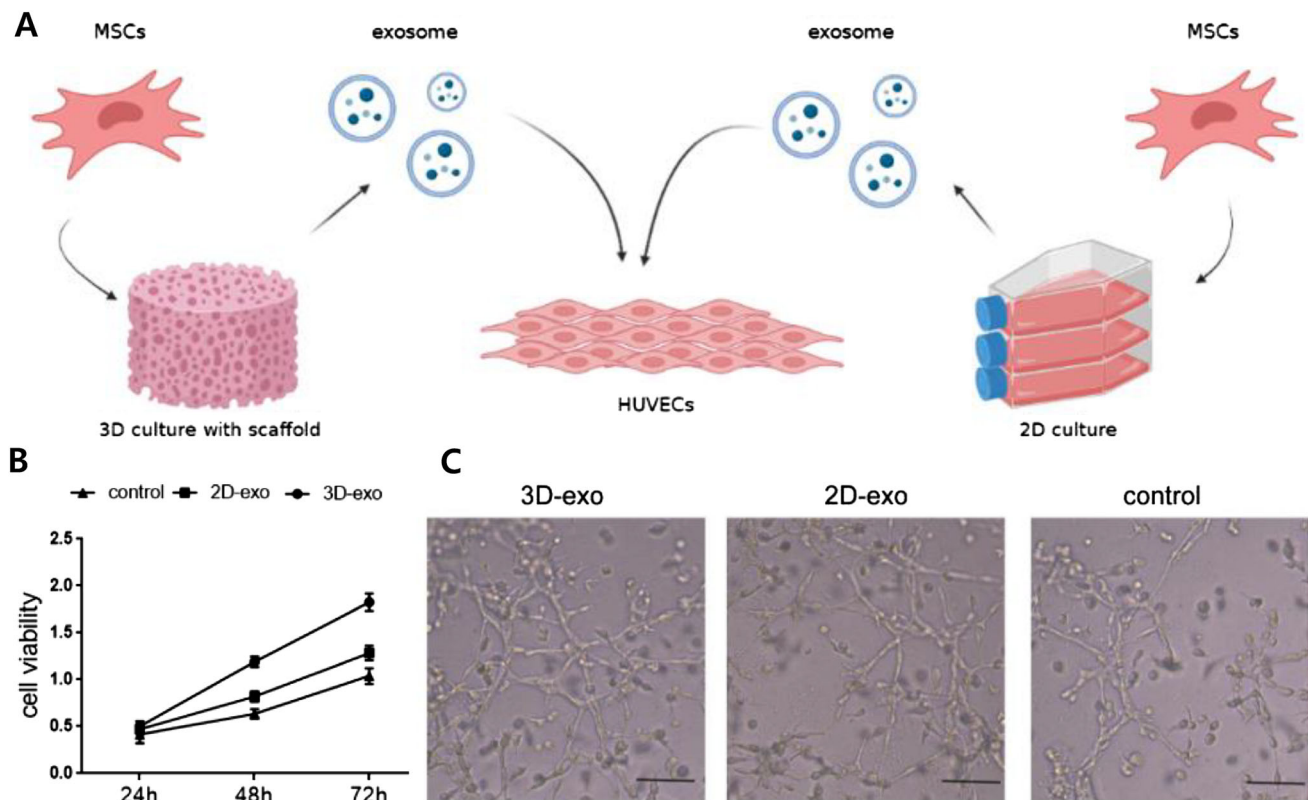 A
MSCs
exosome
exosome
MSCs
3D culture with scaffold
HUVECs
2D culture
B
control 2D-exo 3D-exo
cell viability
2.5
2.0
1.5
1.0
0.5
0.0
24h 48h 72h
C
3D-exo 2D-exo control